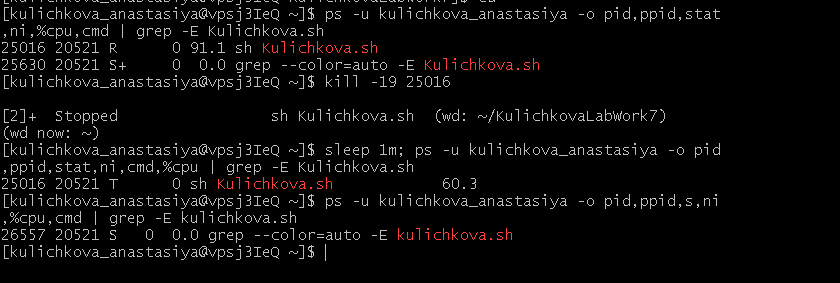 [kulichkova_anastasiya@vpsj3IeQ ~]$ ps -u kulichkova_anastasiya -o pid,ppid,stat
,ni,%cpu,cmd | grep -E Kulichkova.sh
25016 20521 R 0 91.1 sh Kulichkova.sh
25630 20521 S+ 0 0.0 grep --color=auto -E Kulichkova.sh
[kulichkova_anastasiya@vpsj3IeQ ~]$ kill -19 25016
[2]+ Stopped sh Kulichkova.sh (wd: ~/KulichkovaLabWork7)
(wd now: ~)
[kulichkova_anastasiya@vpsj3IeQ ~]$ sleep 1m; ps -u kulichkova_anastasiya -o pid
,ppid,stat,ni,cmd,%cpu | grep -E Kulichkova.sh
25016 20521 T 0 sh Kulichkova.sh 60.3
[kulichkova_anastasiya@vpsj3IeQ ~]$ ps -u kulichkova_anastasiya -o pid,ppid,s,ni
,%cpu,cmd | grep -E kulichkova.sh
26557 20521 S 0 0.0 grep --color=auto -E kulichkova.sh
[kulichkova_anastasiya@vpsj3IeQ ~]$